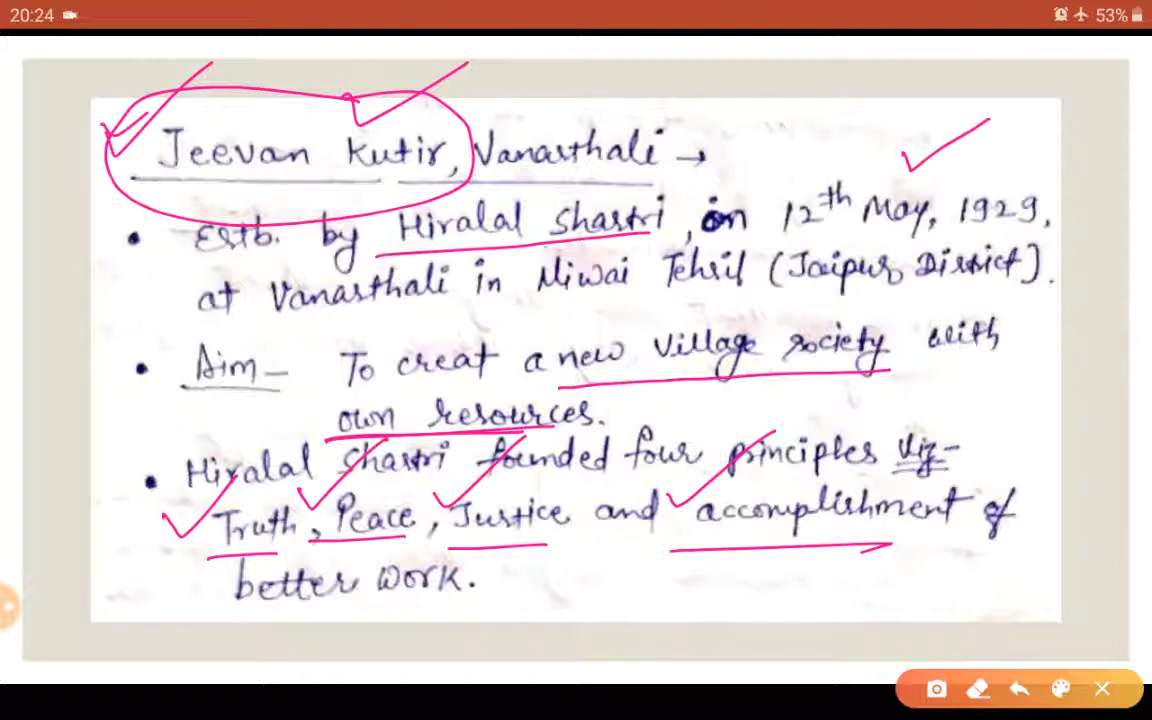 20:24 53%
Jeevan Kutir, Vanasthali →
• Estb. by Hiralal Shastri, on 12th May, 1929,
at Vanasthali in Niwai Tehsil (Jaipur District).
• Aim - To creat a new village society with
own resources.
• Hiralal Shastri founded four principles viz-
Truth, Peace, Justice and accomplishment of
better work.